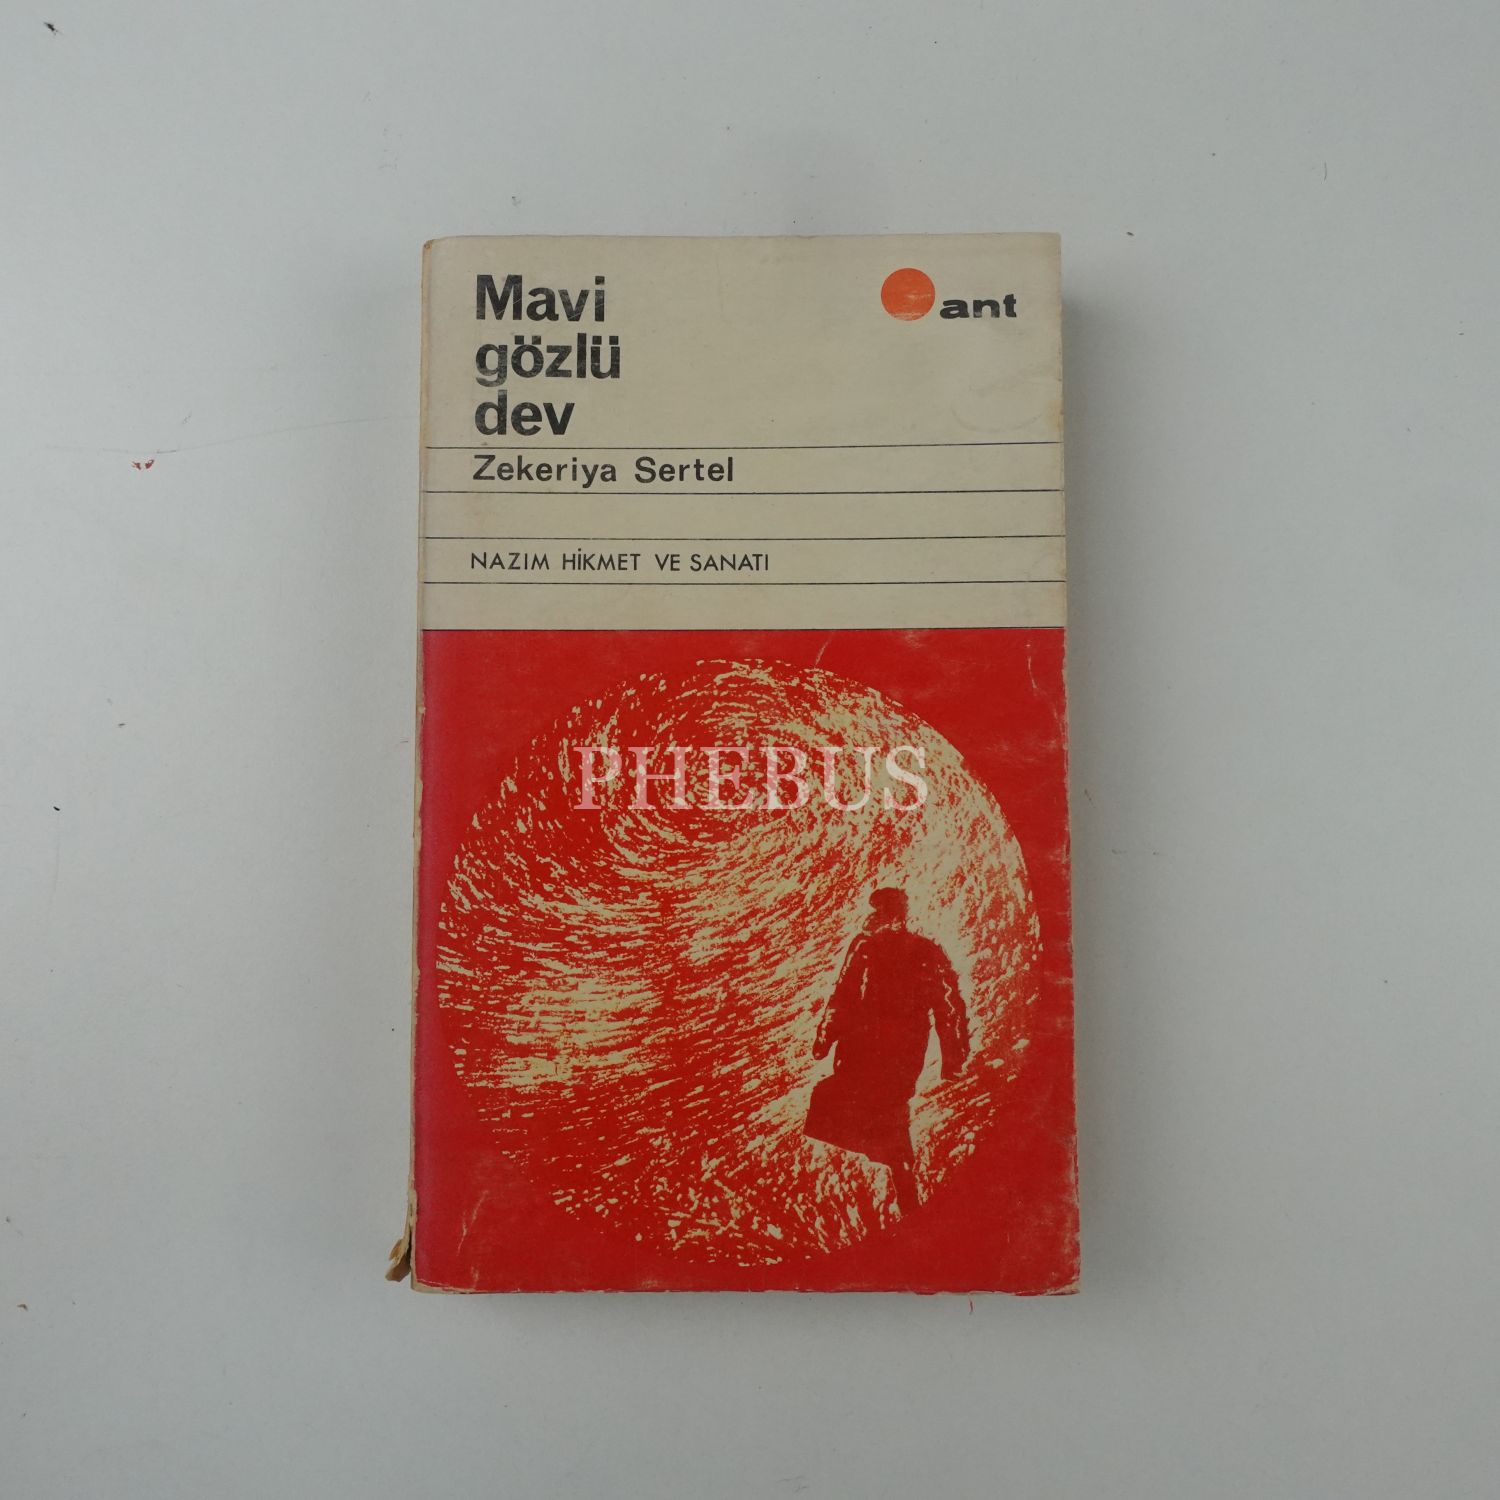 Mavi
gözlü
dev
ant
Zekeriya Sertel
NAZIM HİKMET VE SANATI
PHEBUS